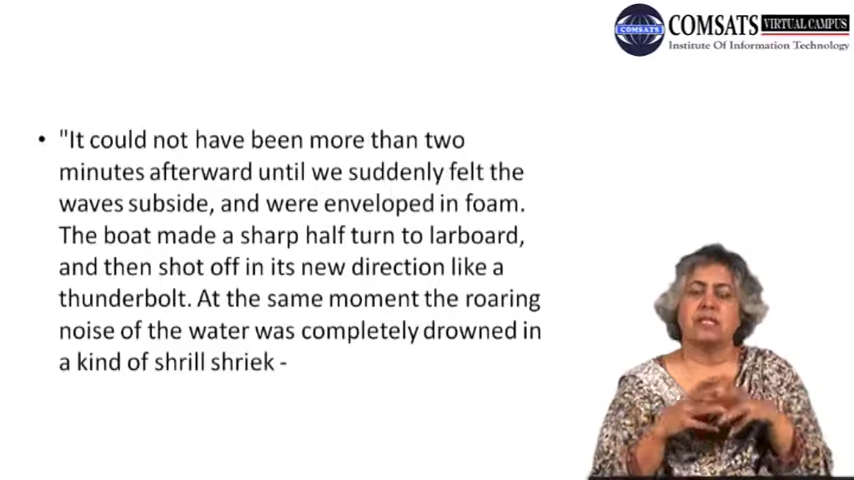 COMSATS VIRTUAL CAMPUS
COMSATS
Institute Of Information Technology
• "It could not have been more than two
minutes afterward until we suddenly felt the
waves subside, and were enveloped in foam.
The boat made a sharp half turn to larboard,
and then shot off in its new direction like a
thunderbolt. At the same moment the roaring
noise of the water was completely drowned in
a kind of shrill shriek -